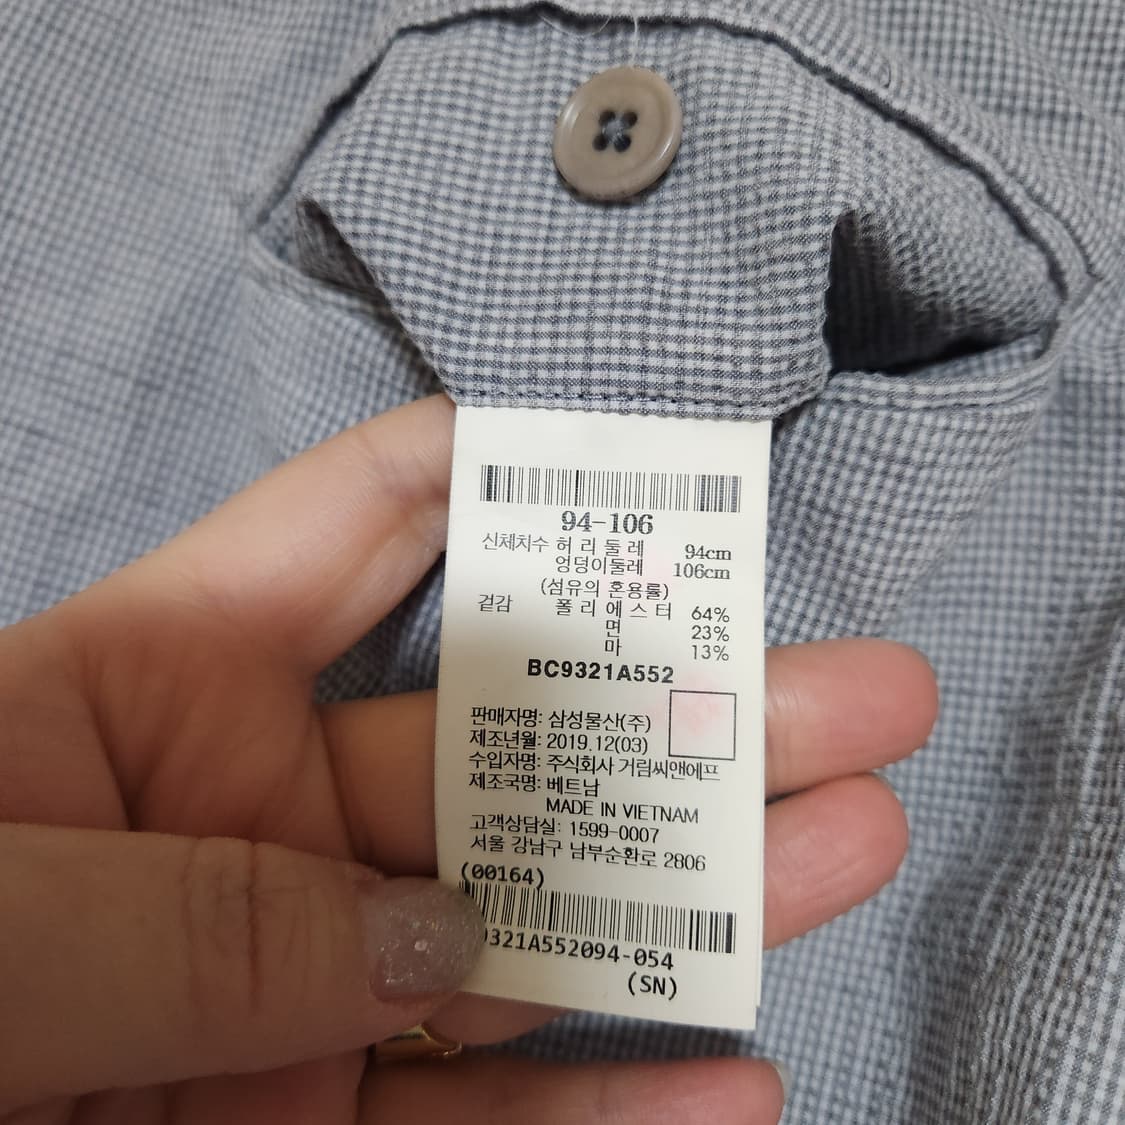 94-106
신체치수 허 리 둘 레 94cm
엉덩이둘레 106cm
(섬유의 혼용률)
겉감 폴 리 에 스 터 64%
면 23%
마 13%
BC9321A552
판매자명: 삼성물산(주)
제조년월: 2019.12(03)
수입자명: 주식회사 거림씨앤에프
제조국명: 베트남
MADE IN VIETNAM
고객상담실: 1599-0007
서울 강남구 남부순환로 2806
(00164)
9321A552094-054
(SN)